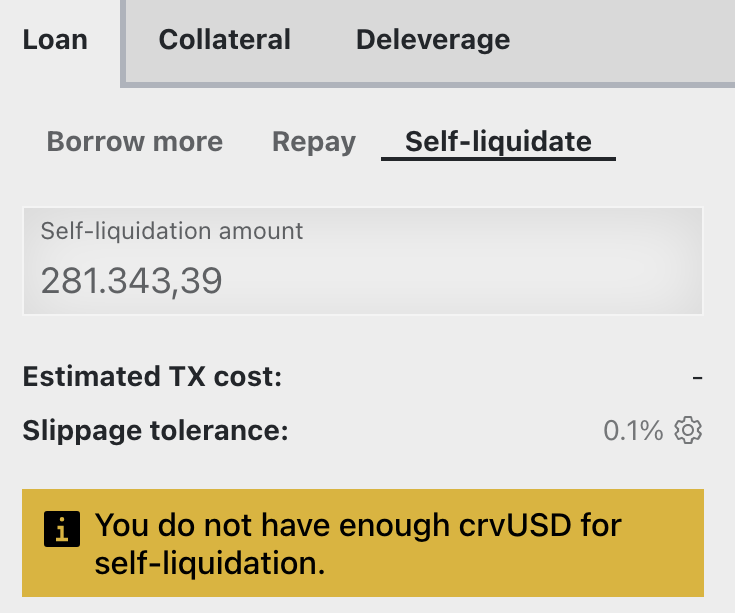 Loan Collateral Deleverage
Borrow more Repay Self-liquidate
Self-liquidation amount
281.343,39
Estimated TX cost: -
Slippage tolerance: 0.1%
You do not have enough crvUSD for
self-liquidation.